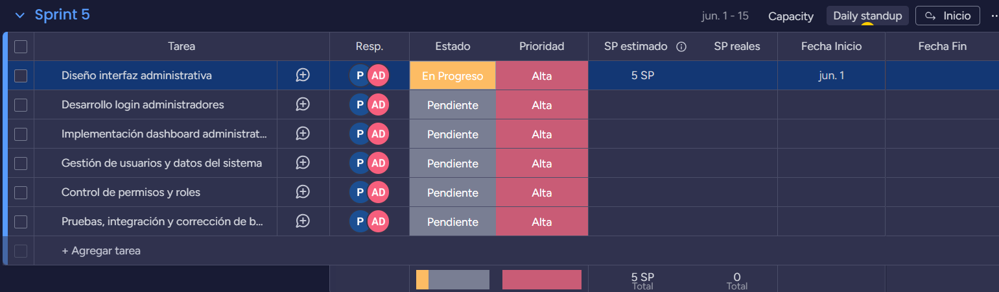 Sprint 5 jun. 1 - 15 Capacity Daily standup Inicio
Tarea Resp. Estado Prioridad SP estimado SP reales Fecha Inicio Fecha Fin
Diseño interfaz administrativa P AD En Progreso Alta 5 SP jun. 1
Desarrollo login administradores P AD Pendiente Alta
Implementación dashboard administrat... P AD Pendiente Alta
Gestión de usuarios y datos del sistema P AD Pendiente Alta
Control de permisos y roles P AD Pendiente Alta
Pruebas, integración y corrección de b... P AD Pendiente Alta
+ Agregar tarea
5 SP 0
Total Total